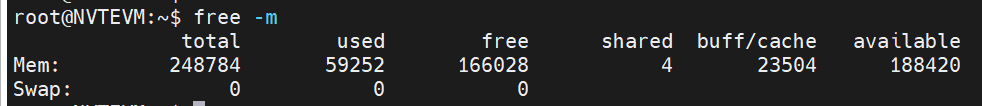 root@NVTEVM:~$ free -m
total used free shared buff/cache available
Mem: 248784 59252 166028 4 23504 188420
Swap: 0 0 0